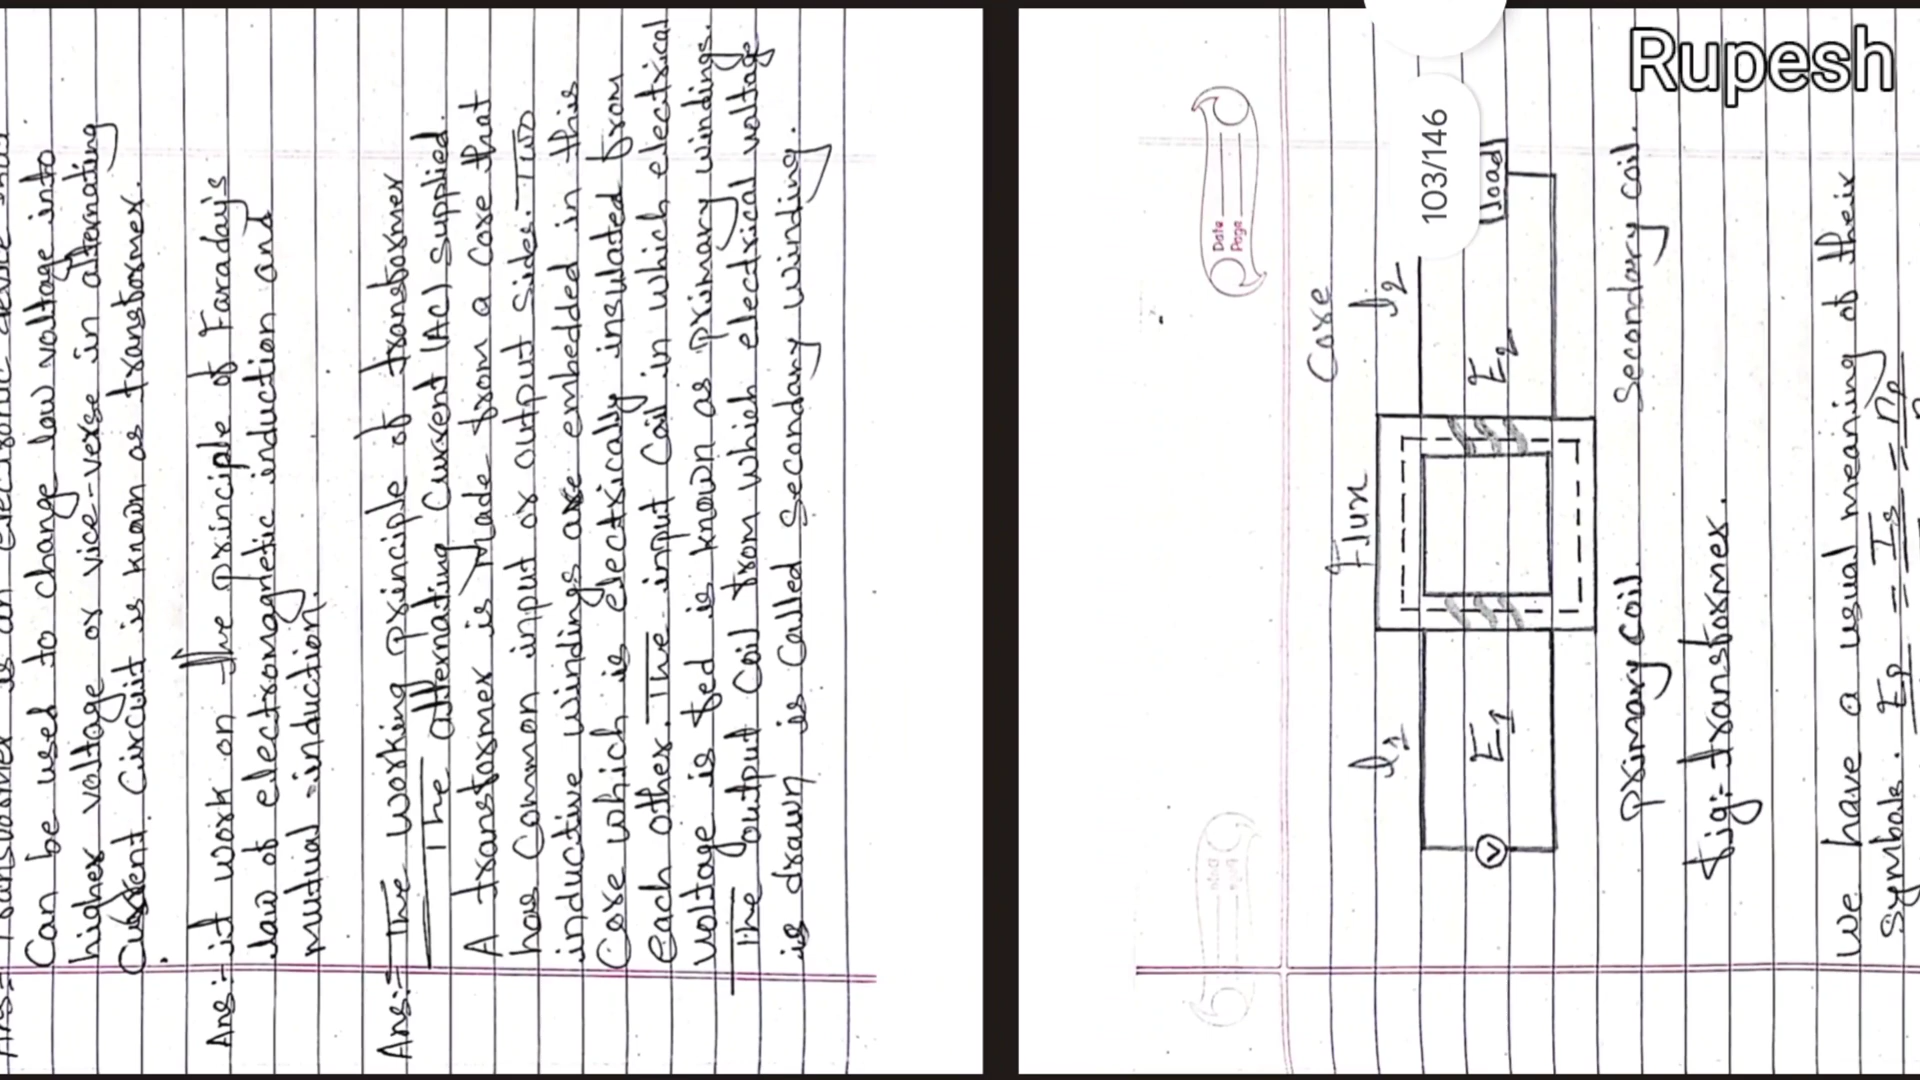 Ans:- Transformer is an electronic device that
Can be used to change low voltage into
higher voltage or vice-verse in alternating
Current Circuit is known as transformer.
Ans:- it work on the principle of Faraday's
law of electromagnetic induction and
mutual induction.
Ans:- The working principle of transformer
The alternating Current (AC) supplied.
A transformer is Made from a Core that
has Common input or output sides. Two
inductive windings are embedded in this
Core which is electrically insulated from
each other. The input Coil in which electrical
voltage is fed is known as primary windings.
The output Coil from which electrical voltage
is drawn is Called Secondary winding.
Rupesh
103/146
Date
Page
Core
Flux
I1
I2
E1
E2
V
load
primary coil.
Secondary coil.
fig:- transformer.
We have a usual meaning of their
Symbols. Ep = Is = np